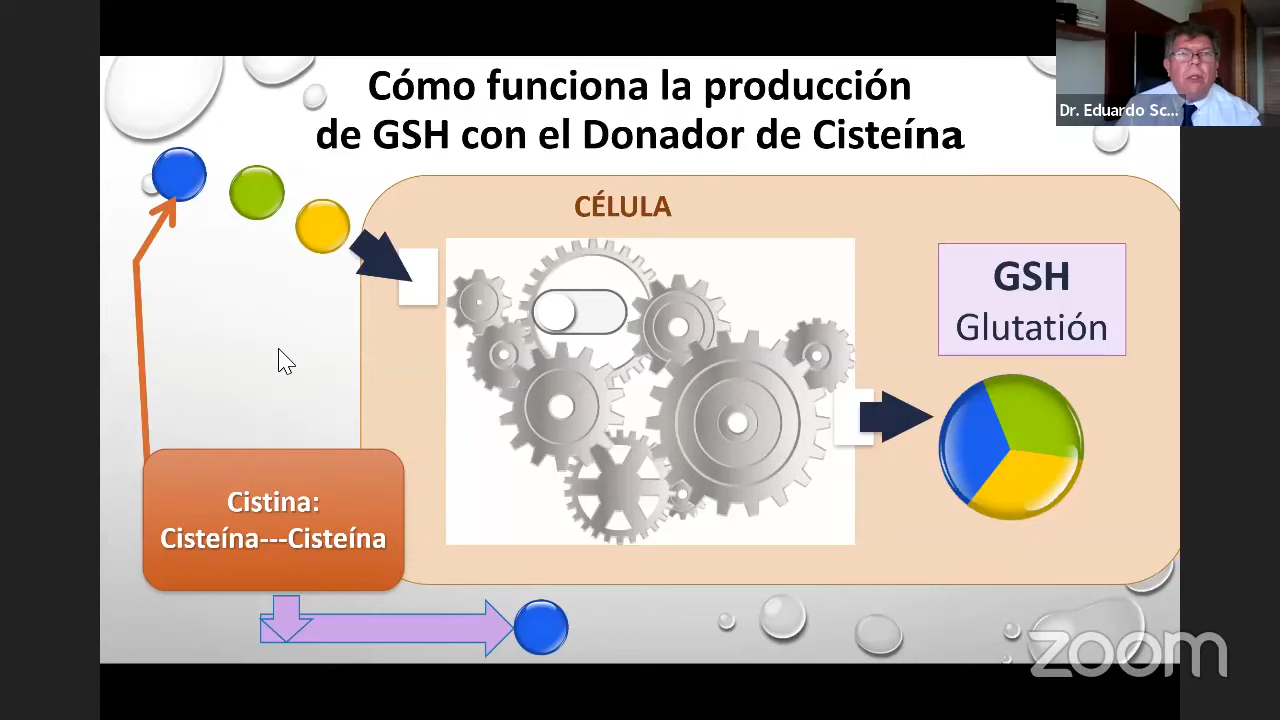 Cómo funciona la producción
de GSH con el Donador de Cisteína
Dr. Eduardo Sc...
CÉLULA
GSH
Glutatión
Cistina:
Cisteína---Cisteína
zoom